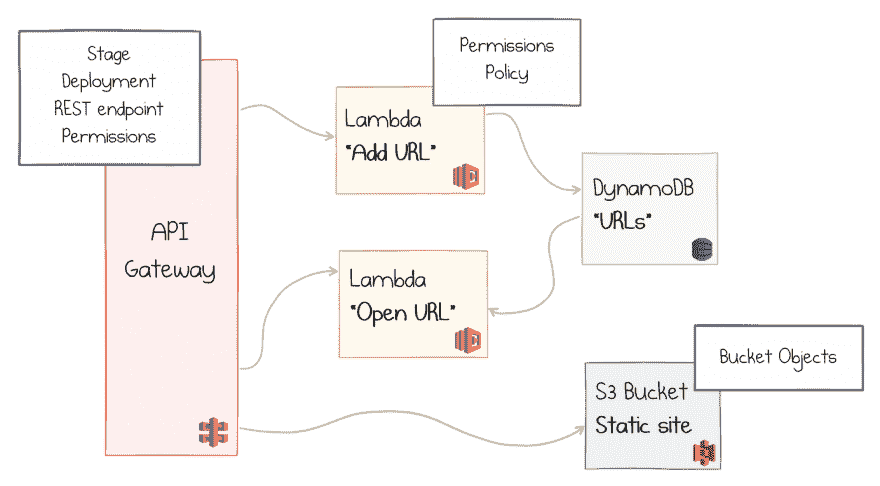 Stage
Deployment
REST endpoint
Permissions
API
Gateway
Permissions
Policy
Lambda
"Add URL"
DynamoDB
"URLs"
Lambda
"Open URL"
Bucket Objects
S3 Bucket
Static site